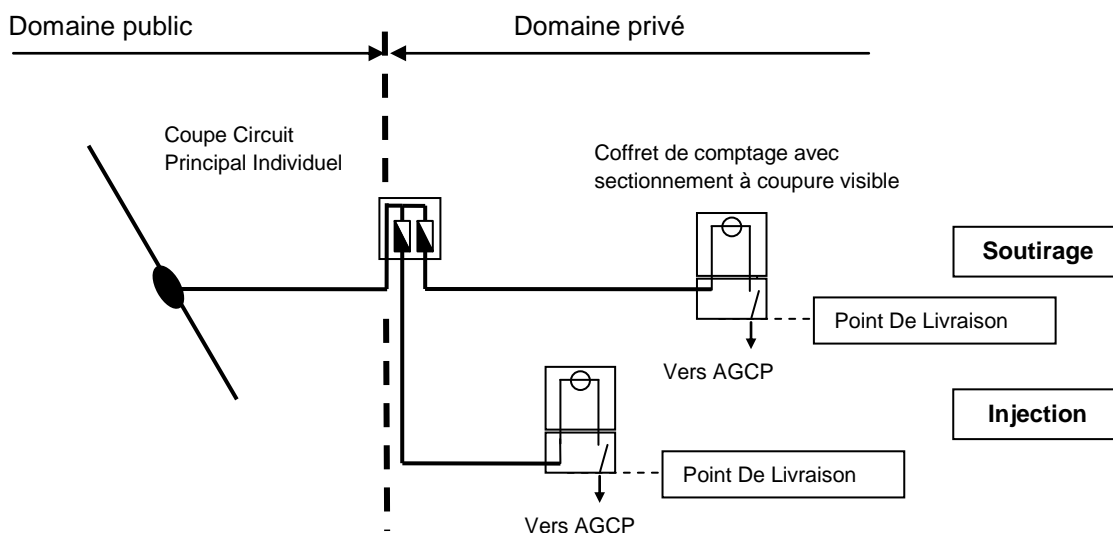 Domaine public
Domaine privé
Coupe Circuit
Principal Individuel
Coffret de comptage avec
sectionnement à coupure visible
Soutirage
Point De Livraison
Vers AGCP
Injection
Point De Livraison
Vers AGCP